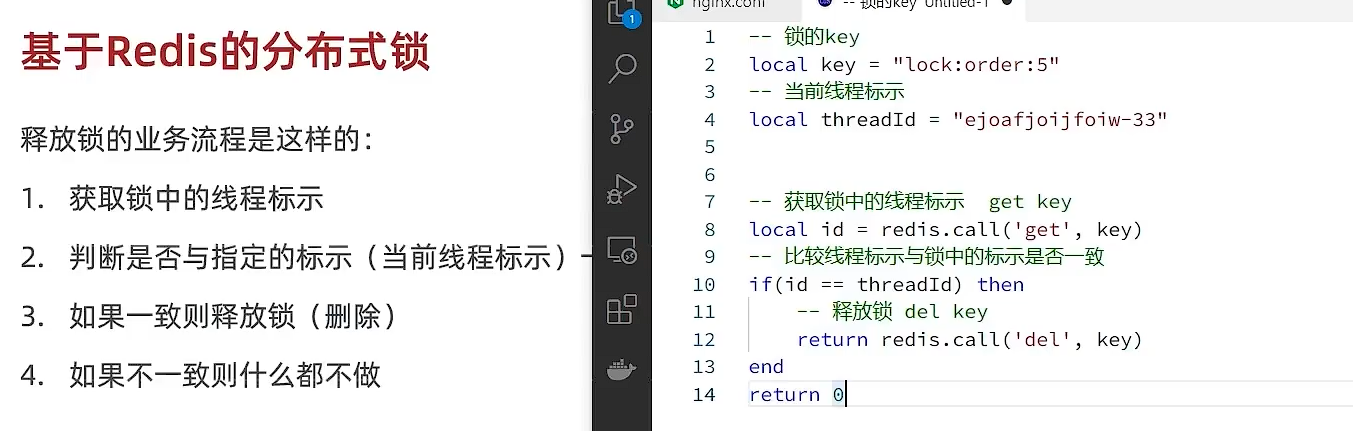 基于Redis的分布式锁
释放锁的业务流程是这样的：
1. 获取锁中的线程标示
2. 判断是否与指定的标示（当前线程标示）
3. 如果一致则释放锁（删除）
4. 如果不一致则什么都不做
1
nginx.conf
-- 锁的key Untitled-1
1 -- 锁的key
2 local key = "lock:order:5"
3 -- 当前线程标示
4 local threadId = "ejoafjoijfoiw-33"
5
6
7 -- 获取锁中的线程标示 get key
8 local id = redis.call('get', key)
9 -- 比较线程标示与锁中的标示是否一致
10 if(id == threadId) then
11 -- 释放锁 del key
12 return redis.call('del', key)
13 end
14 return 0